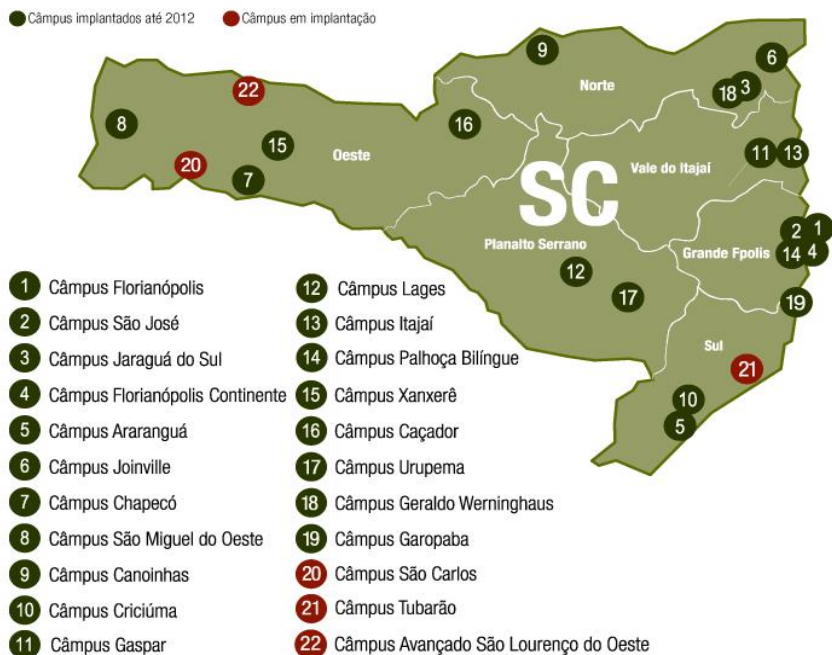 Câmpus implantados até 2012
Câmpus em implantação
9
6
Norte
18
3
22
8
16
15
Oeste
20
7
Vale do Itajaí
11
13
SC
Planalto Serrano
2
1
Grande Fpolis
14
4
12
17
19
Sul
21
10
5
1 Câmpus Florianópolis
2 Câmpus São José
3 Câmpus Jaraguá do Sul
4 Câmpus Florianópolis Continente
5 Câmpus Araranguá
6 Câmpus Joinville
7 Câmpus Chapecó
8 Câmpus São Miguel do Oeste
9 Câmpus Canoinhas
10 Câmpus Criciúma
11 Câmpus Gaspar
12 Câmpus Lages
13 Câmpus Itajaí
14 Câmpus Palhoça Bilíngue
15 Câmpus Xanxerê
16 Câmpus Caçador
17 Câmpus Urupema
18 Câmpus Geraldo Werninghaus
19 Câmpus Garopaba
20 Câmpus São Carlos
21 Câmpus Tubarão
22 Câmpus Avançado São Lourenço do Oeste